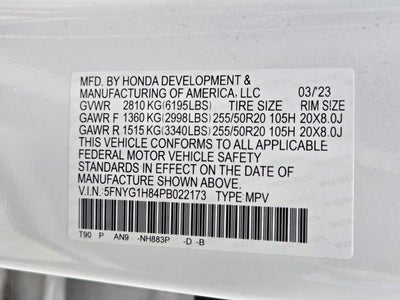 MFD. BY HONDA DEVELOPMENT &
MANUFACTURING OF AMERICA, LLC 03/'23
GVWR 2810 KG(6195LBS) TIRE SIZE RIM SIZE
GAWR F 1360 KG(2998LBS) 255/50R20 105H 20X8.0J
GAWR R 1515 KG(3340LBS) 255/50R20 105H 20X8.0J
THIS VEHICLE CONFORMS TO ALL APPLICABLE
FEDERAL MOTOR VEHICLE SAFETY STANDARDS
IN EFFECT ON THE DATE OF
MANUFACTURE SHOWN ABOVE.
V.I.N. 5FNYG1H84PB022173 TYPE MPV
T90 P AN9 -NH883P -D -B